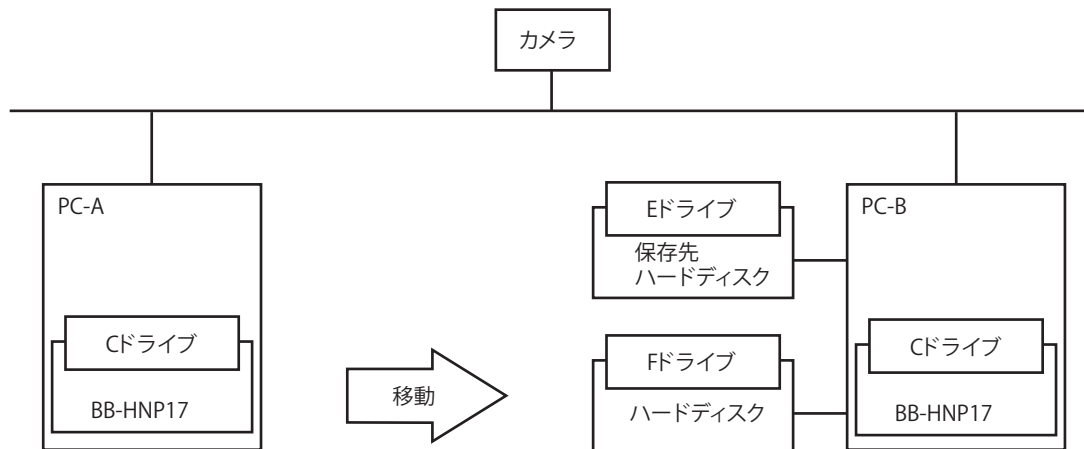 カメラ
PC-A
Cドライブ
BB-HNP17
移動
Eドライブ
保存先
ハードディスク
Fドライブ
ハードディスク
PC-B
Cドライブ
BB-HNP17